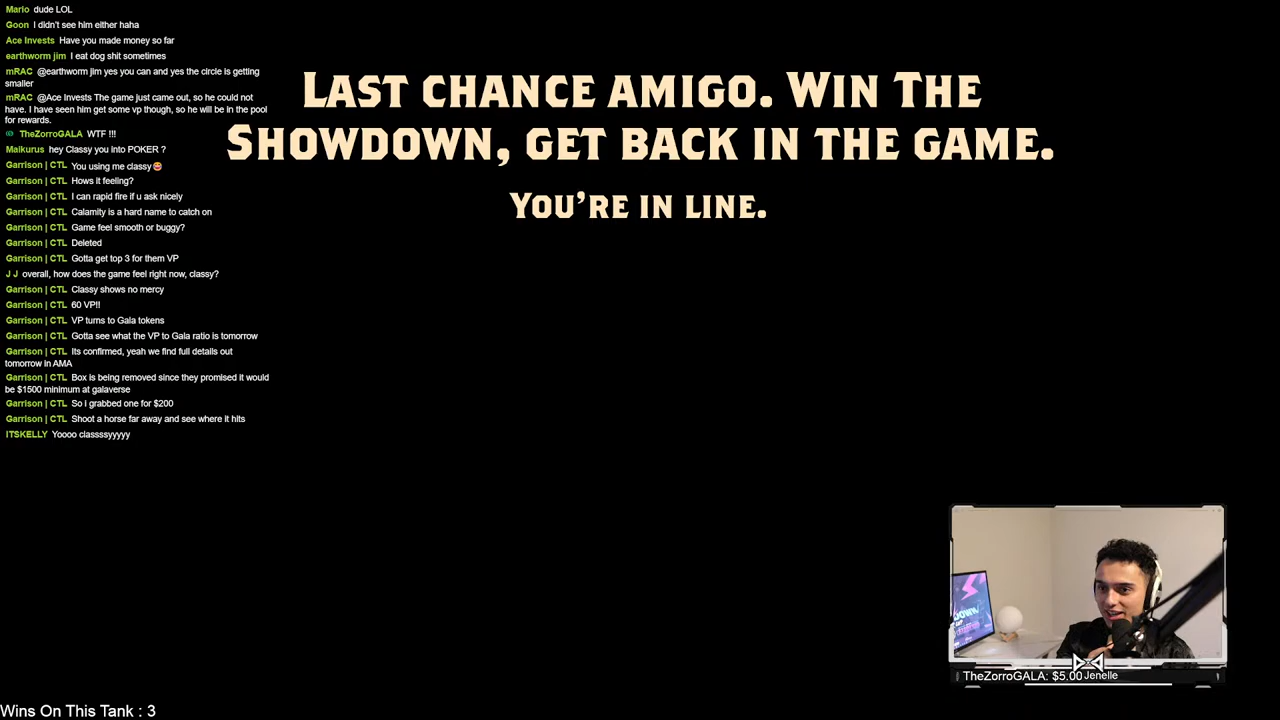 Mario dude LOL
Goon I didn't see him either haha
Ace Invests Have you made money so far
earthworm jim I eat dog shit sometimes
mRAC @earthworm jim yes you can and yes the circle is getting
smaller
mRAC @Ace Invests The game just came out, so he could not
have. I have seen him get some vp though, so he will be in the pool
for rewards.
TheZorroGALA WTF !!!
Malkurus hey Classy you into POKER ?
Garrison | CTL You using me classy😍
Garrison | CTL Hows it feeling?
Garrison | CTL I can rapid fire if u ask nicely
Garrison | CTL Calamity is a hard name to catch on
Garrison | CTL Game feel smooth or buggy?
Garrison | CTL Deleted
Garrison | CTL Gotta get top 3 for them VP
J J overall, how does the game feel right now, classy?
Garrison | CTL Classy shows no mercy
Garrison | CTL 60 VP!!
Garrison | CTL VP turns to Gala tokens
Garrison | CTL Gotta see what the VP to Gala ratio is tomorrow
Garrison | CTL Its confirmed, yeah we find full details out
tomorrow in AMA
Garrison | CTL Box is being removed since they promised it would
be $1500 minimum at galaverse
Garrison | CTL So I grabbed one for $200
Garrison | CTL Shoot a horse far away and see where it hits
ITSKELLY Yoooo classssyyyyy
LAST CHANCE AMIGO. WIN THE
SHOWDOWN, GET BACK IN THE GAME.
YOU'RE IN LINE.
TheZorroGALA: $5.00 Jenelle
Wins On This Tank : 3